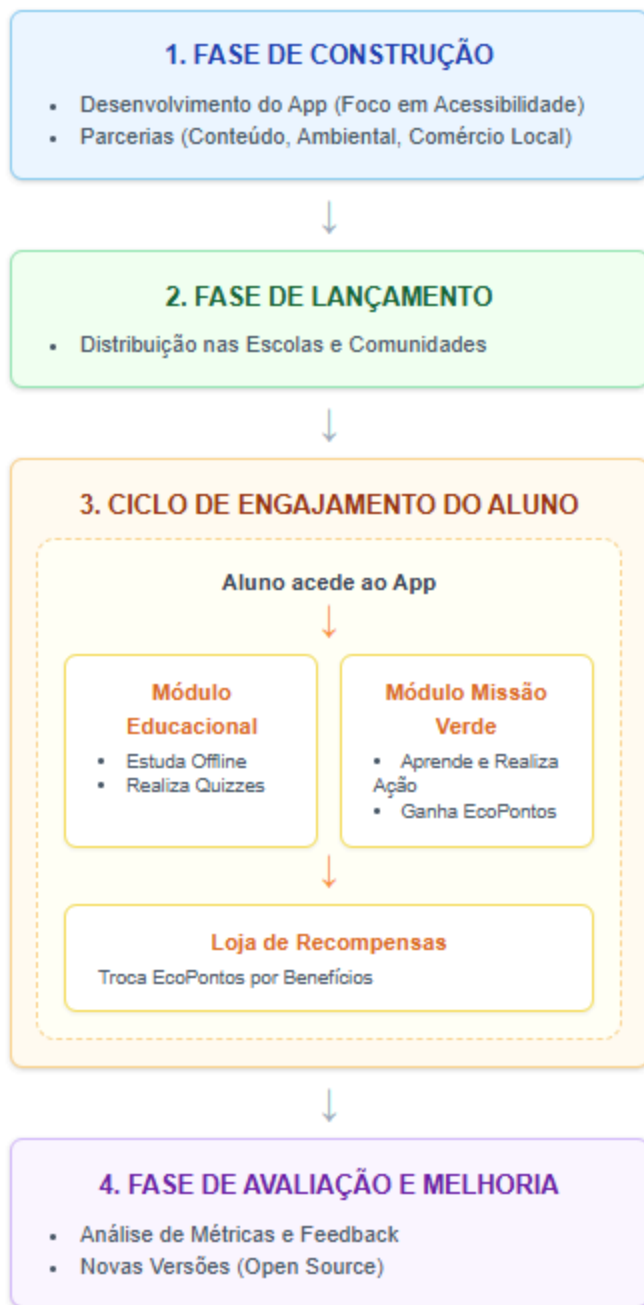 1. FASE DE CONSTRUÇÃO
• Desenvolvimento do App (Foco em Acessibilidade)
• Parcerias (Conteúdo, Ambiental, Comércio Local)
↓
2. FASE DE LANÇAMENTO
• Distribuição nas Escolas e Comunidades
↓
3. CICLO DE ENGAJAMENTO DO ALUNO
Aluno acede ao App
↓
Módulo
Educacional
• Estuda Offline
• Realiza Quizzes
Módulo Missão
Verde
• Aprende e Realiza
Ação
• Ganha EcoPontos
↓
Loja de Recompensas
Troca EcoPontos por Benefícios
↓
4. FASE DE AVALIAÇÃO E MELHORIA
• Análise de Métricas e Feedback
• Novas Versões (Open Source)